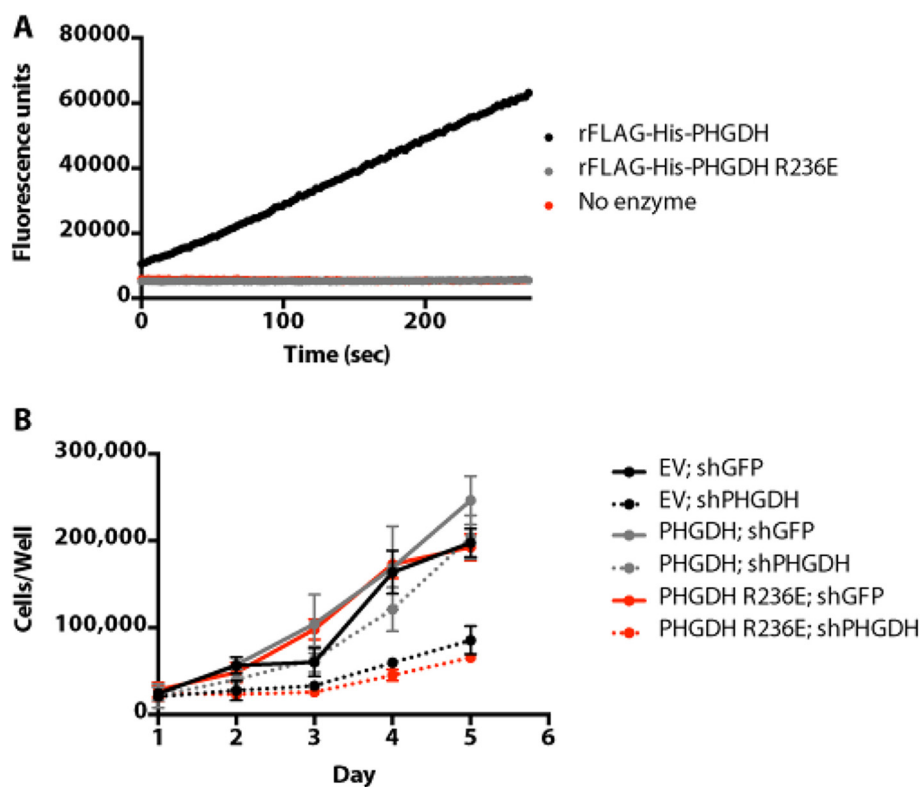 A
80000
60000
40000
20000
0
Fluorescence units
0 100 200
Time (sec)
rFLAG-His-PHGDH
rFLAG-His-PHGDH R236E
No enzyme
B
300,000
200,000
100,000
0
Cells/Well
1 2 3 4 5 6
Day
EV; shGFP
EV; shPHGDH
PHGDH; shGFP
PHGDH; shPHGDH
PHGDH R236E; shGFP
PHGDH R236E; shPHGDH